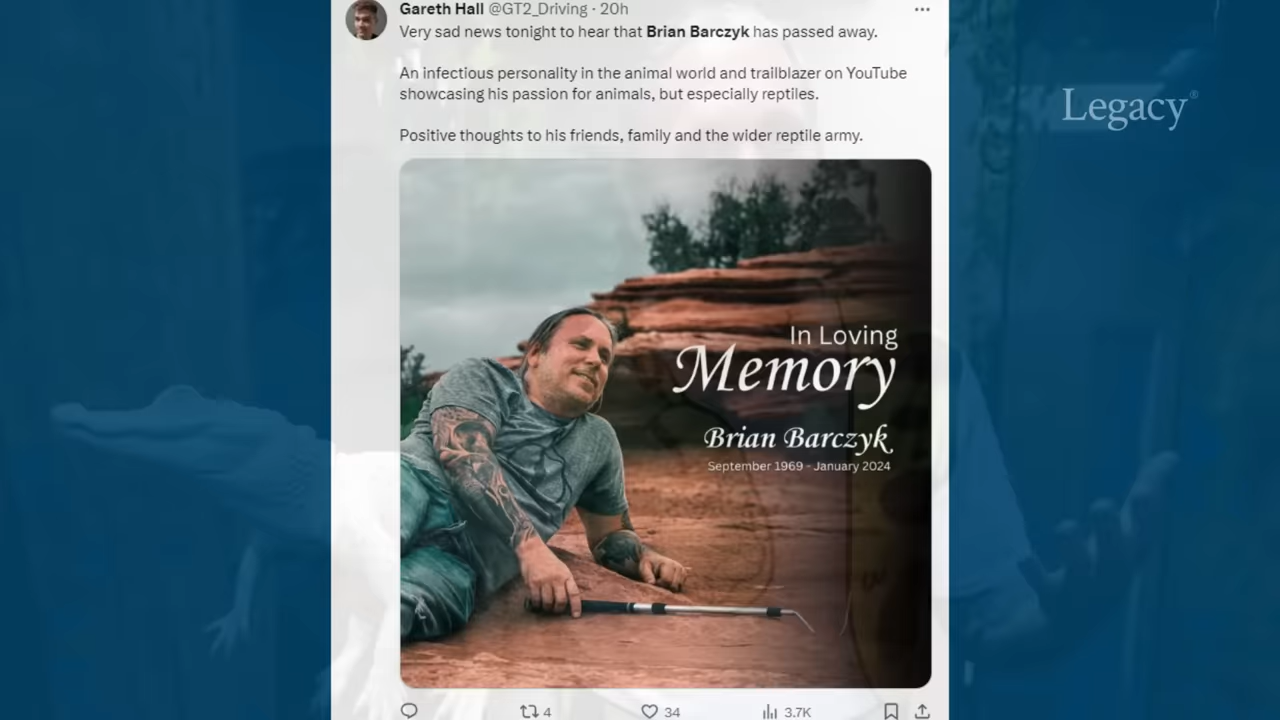 Gareth Hall @GT2_Driving · 20h
Very sad news tonight to hear that Brian Barczyk has passed away.
An infectious personality in the animal world and trailblazer on YouTube
showcasing his passion for animals, but especially reptiles.
Positive thoughts to his friends, family and the wider reptile army.
Legacy®
In Loving
Memory
Brian Barczyk
September 1969 - January 2024
4
34
3.7K